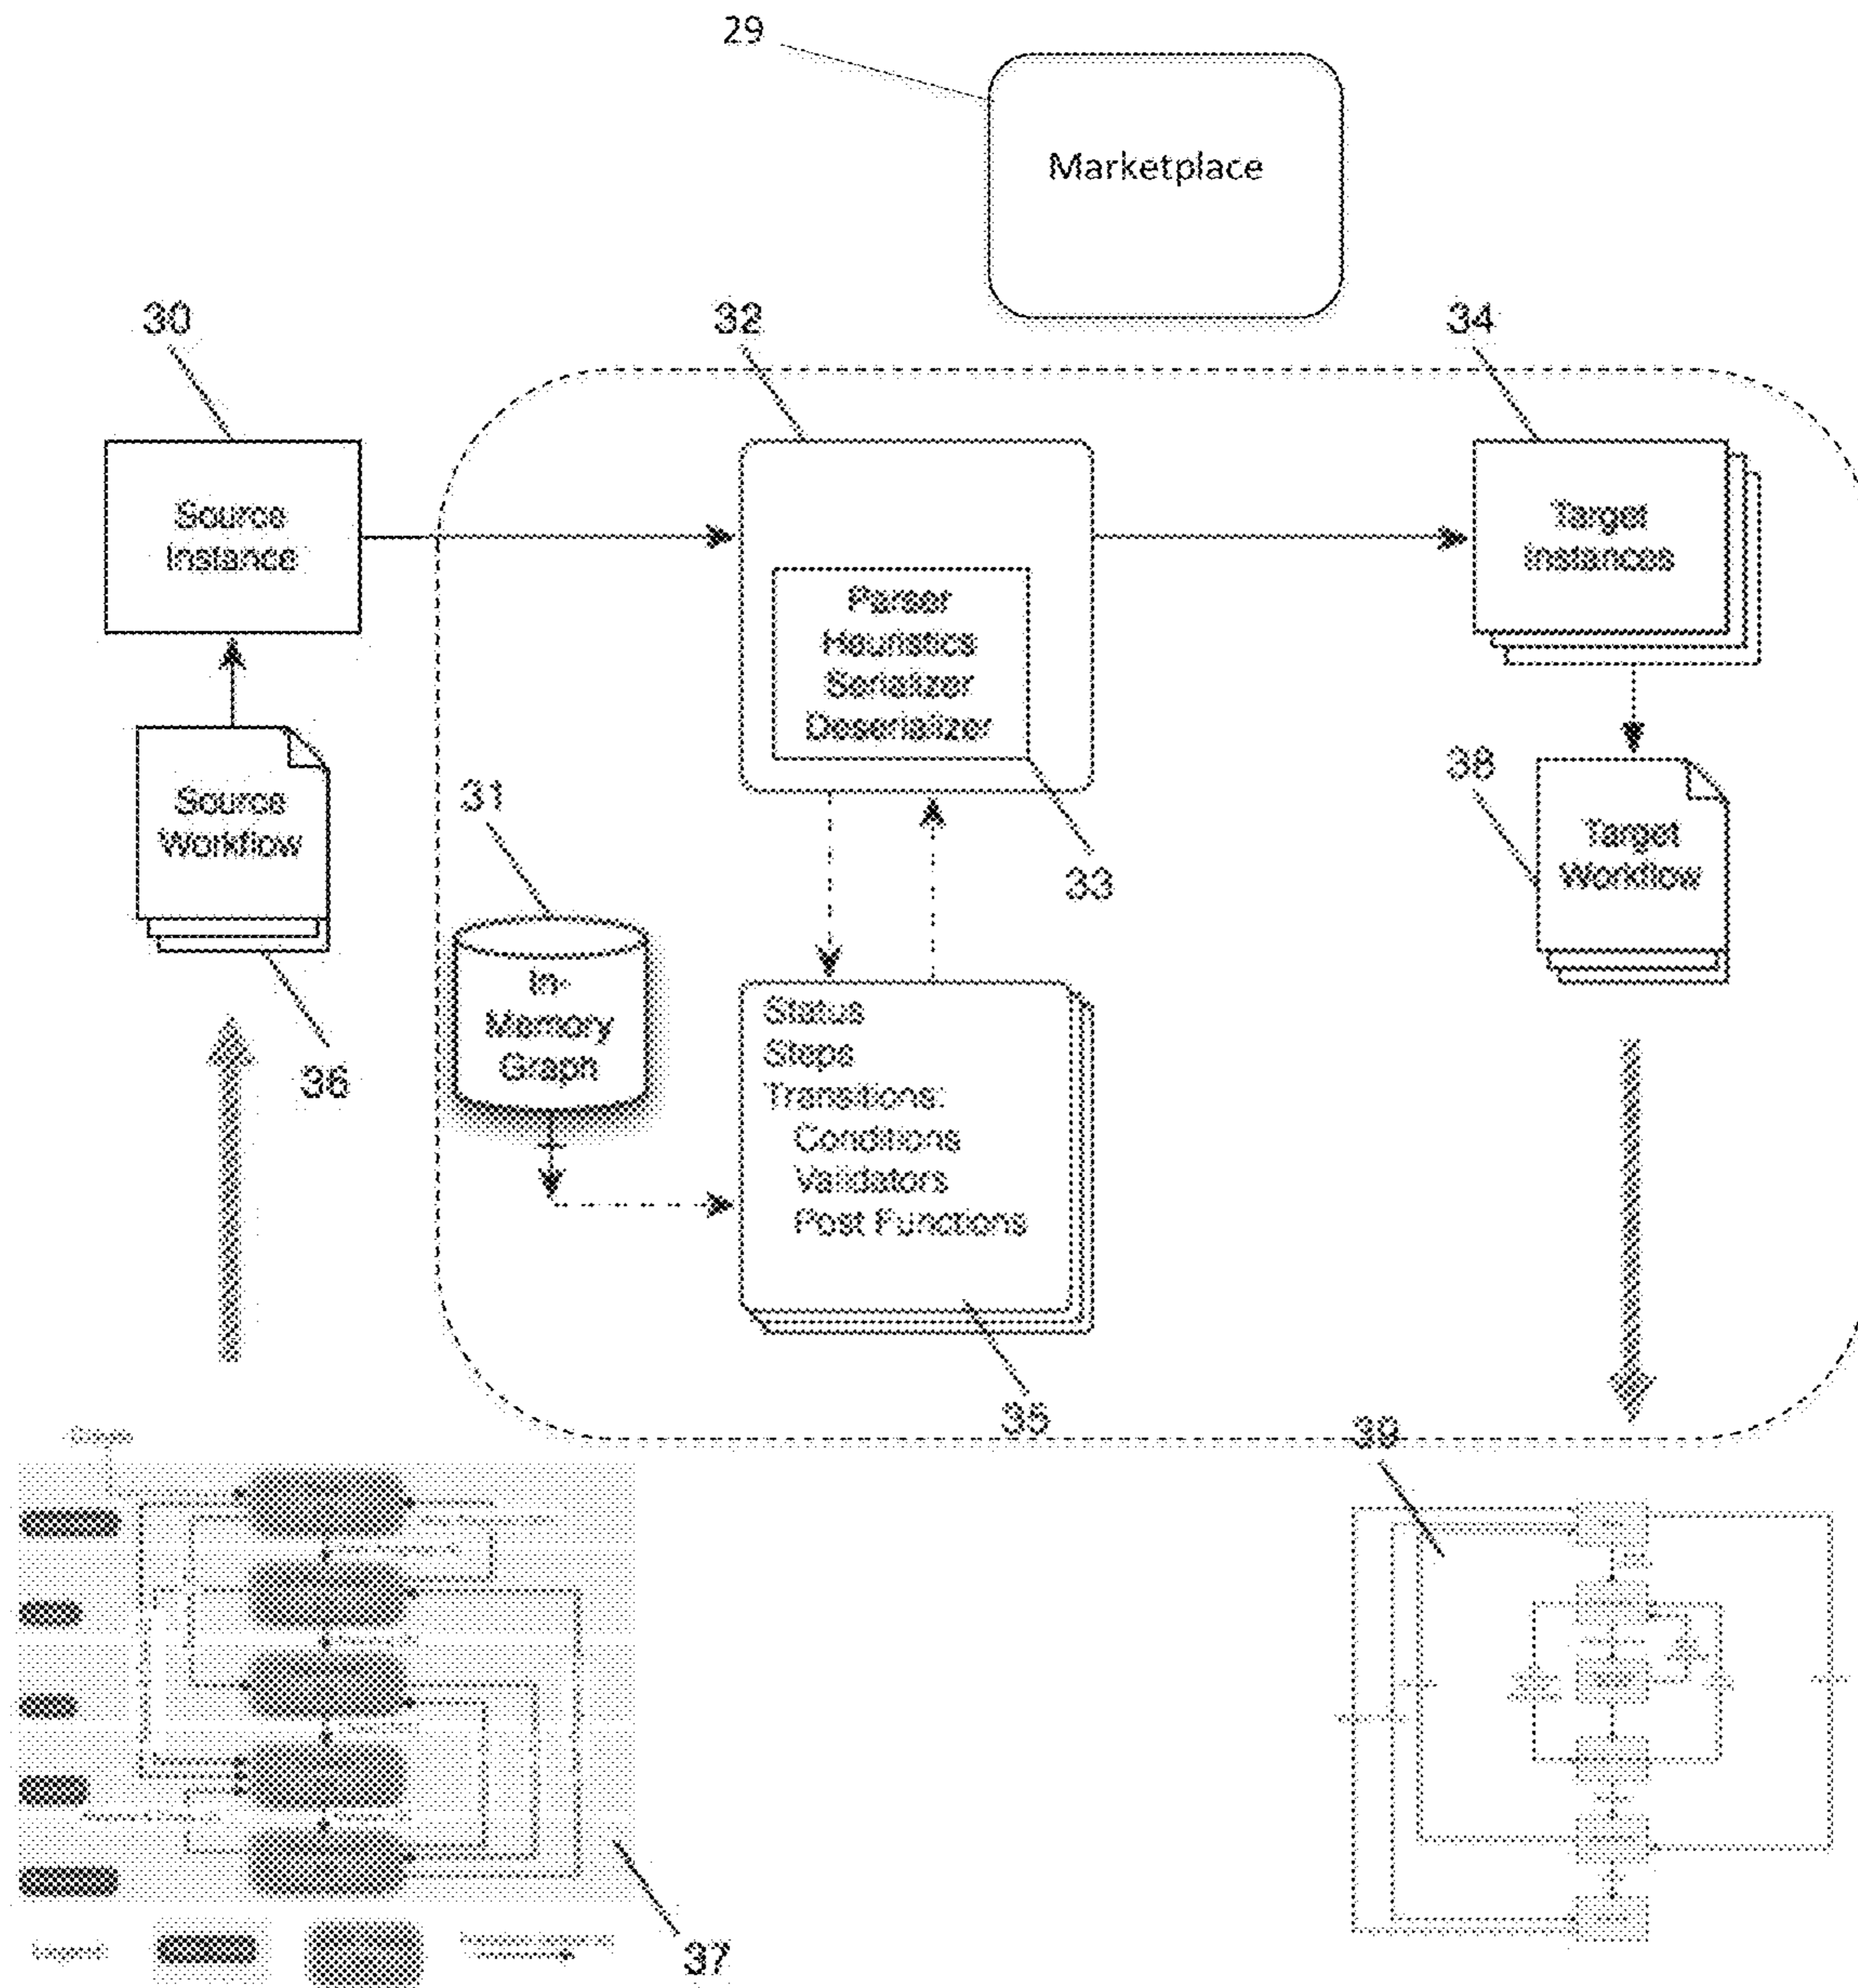 29
Marketplace
30
32
34
Source
Instance
Parser
Heuristics
Serializer
Deserializer
Target
Instances
Source
Workflow
31
38
33
Target
Workflow
36
In-
Memory
Graph
Status
Steps
Transitions:
Conditions
Validators
Post Functions
35
39
37